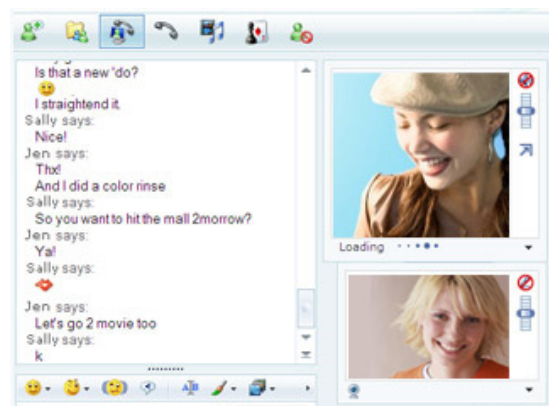 Is that a new 'do?
I straightend it.
Sally says:
Nice!
Jen says:
Thx!
And I did a color rinse
Sally says:
So you want to hit the mall 2morrow?
Jen says:
Ya!
Sally says:
Jen says:
Let's go 2 movie too
Sally says:
k
Loading